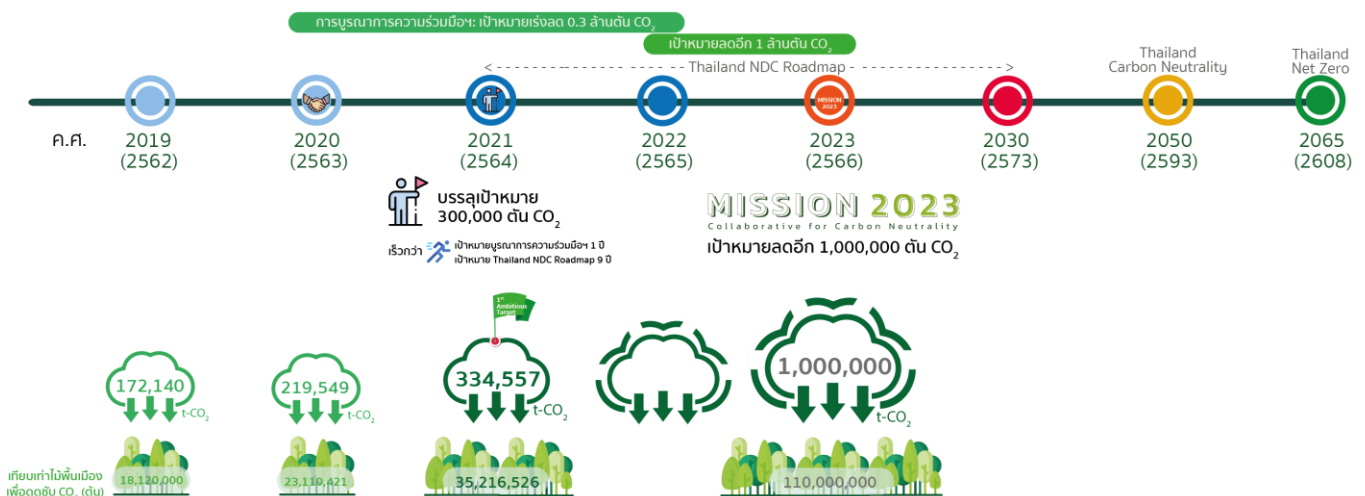 การบูรณาการความร่วมมือฯ: เป้าหมายเร่งลด 0.3 ล้านตัน CO₂
เป้าหมายลดอีก 1 ล้านตัน CO₂
Thailand NDC Roadmap
Thailand
Carbon Neutrality
Thailand
Net Zero
MISSION
2023
ค.ศ.
2019
(2562)
2020
(2563)
2021
(2564)
2022
(2565)
2023
(2566)
2030
(2573)
2050
(2593)
2065
(2608)
บรรลุเป้าหมาย
300,000 ตัน CO₂
เร็วกว่า
เป้าหมายบูรณาการความร่วมมือฯ 1 ปี
เป้าหมาย Thailand NDC Roadmap 9 ปี
MISSION 2023
Collaborative for Carbon Neutrality
เป้าหมายลดอีก 1,000,000 ตัน CO₂
1st
Ambitious
Target
172,140
t-CO₂
219,549
t-CO₂
334,557
t-CO₂
1,000,000
t-CO₂
เทียบเท่าไม้พื้นเมือง
เพื่อดูดซับ CO₂ (ต้น)
18,120,000
23,110,421
35,216,526
110,000,000